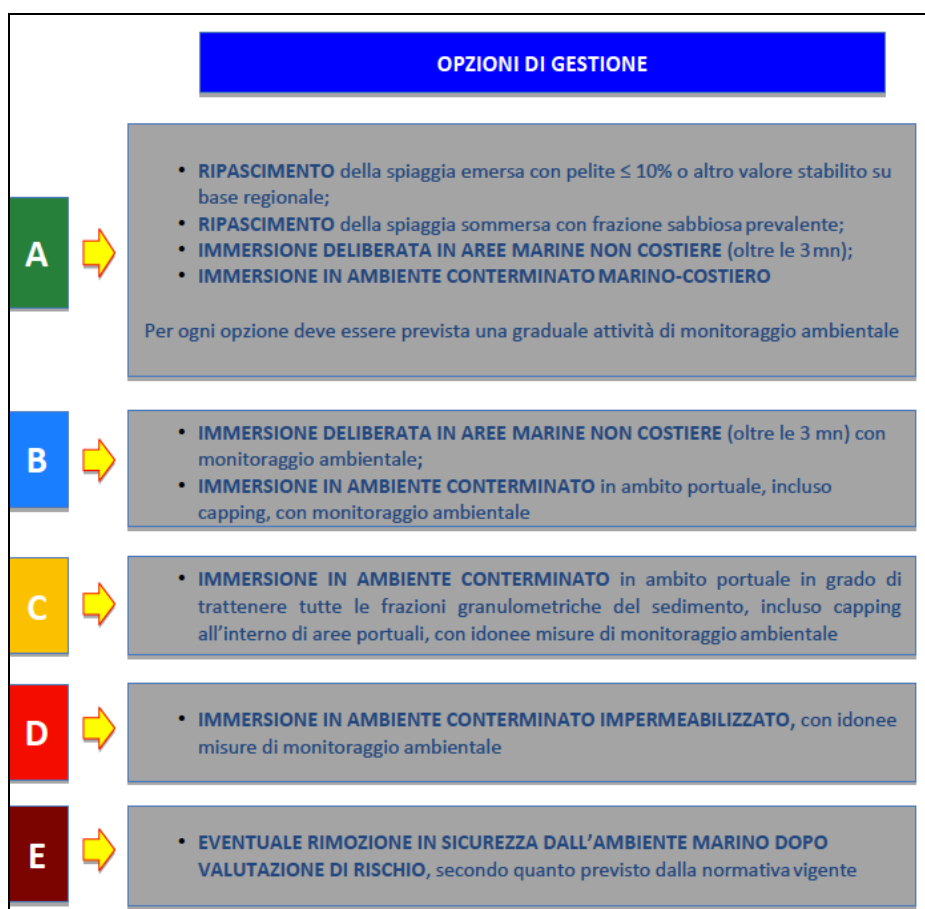 OPZIONI DI GESTIONE
A
• RIPASCIMENTO della spiaggia emersa con pelite ≤ 10% o altro valore stabilito su
base regionale;
• RIPASCIMENTO della spiaggia sommersa con frazione sabbiosa prevalente;
• IMMERSIONE DELIBERATA IN AREE MARINE NON COSTIERE (oltre le 3 mn);
• IMMERSIONE IN AMBIENTE CONTERMINATO MARINO-COSTIERO
Per ogni opzione deve essere prevista una graduale attività di monitoraggio ambientale
B
• IMMERSIONE DELIBERATA IN AREE MARINE NON COSTIERE (oltre le 3 mn) con
monitoraggio ambientale;
• IMMERSIONE IN AMBIENTE CONTERMINATO in ambito portuale, incluso
capping, con monitoraggio ambientale
C
• IMMERSIONE IN AMBIENTE CONTERMINATO in ambito portuale in grado di
trattenere tutte le frazioni granulometriche del sedimento, incluso capping
all’interno di aree portuali, con idonee misure di monitoraggio ambientale
D
• IMMERSIONE IN AMBIENTE CONTERMINATO IMPERMEABILIZZATO, con idonee
misure di monitoraggio ambientale
E
• EVENTUALE RIMOZIONE IN SICUREZZA DALL’AMBIENTE MARINO DOPO
VALUTAZIONE DI RISCHIO, secondo quanto previsto dalla normativa vigente